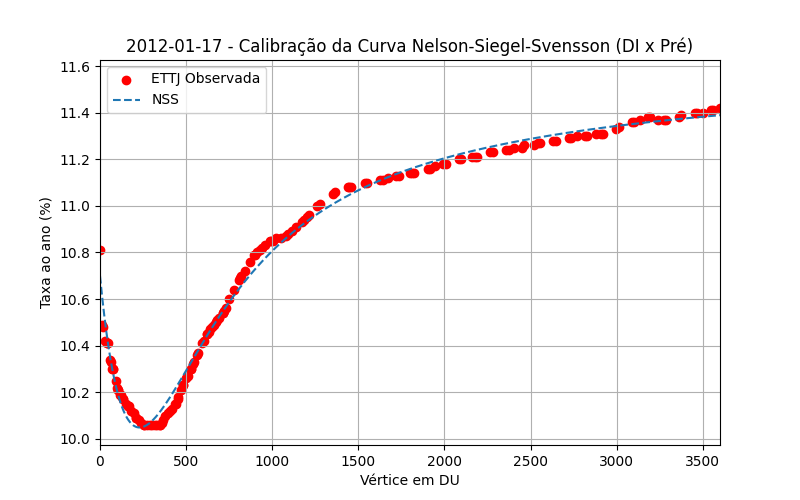 2012-01-17 - Calibração da Curva Nelson-Siegel-Svensson (DI x Pré)
ETTJ Observada
NSS
Taxa ao ano (%)
11.6
11.4
11.2
11.0
10.8
10.6
10.4
10.2
10.0
0 500 1000 1500 2000 2500 3000 3500
Vértice em DU